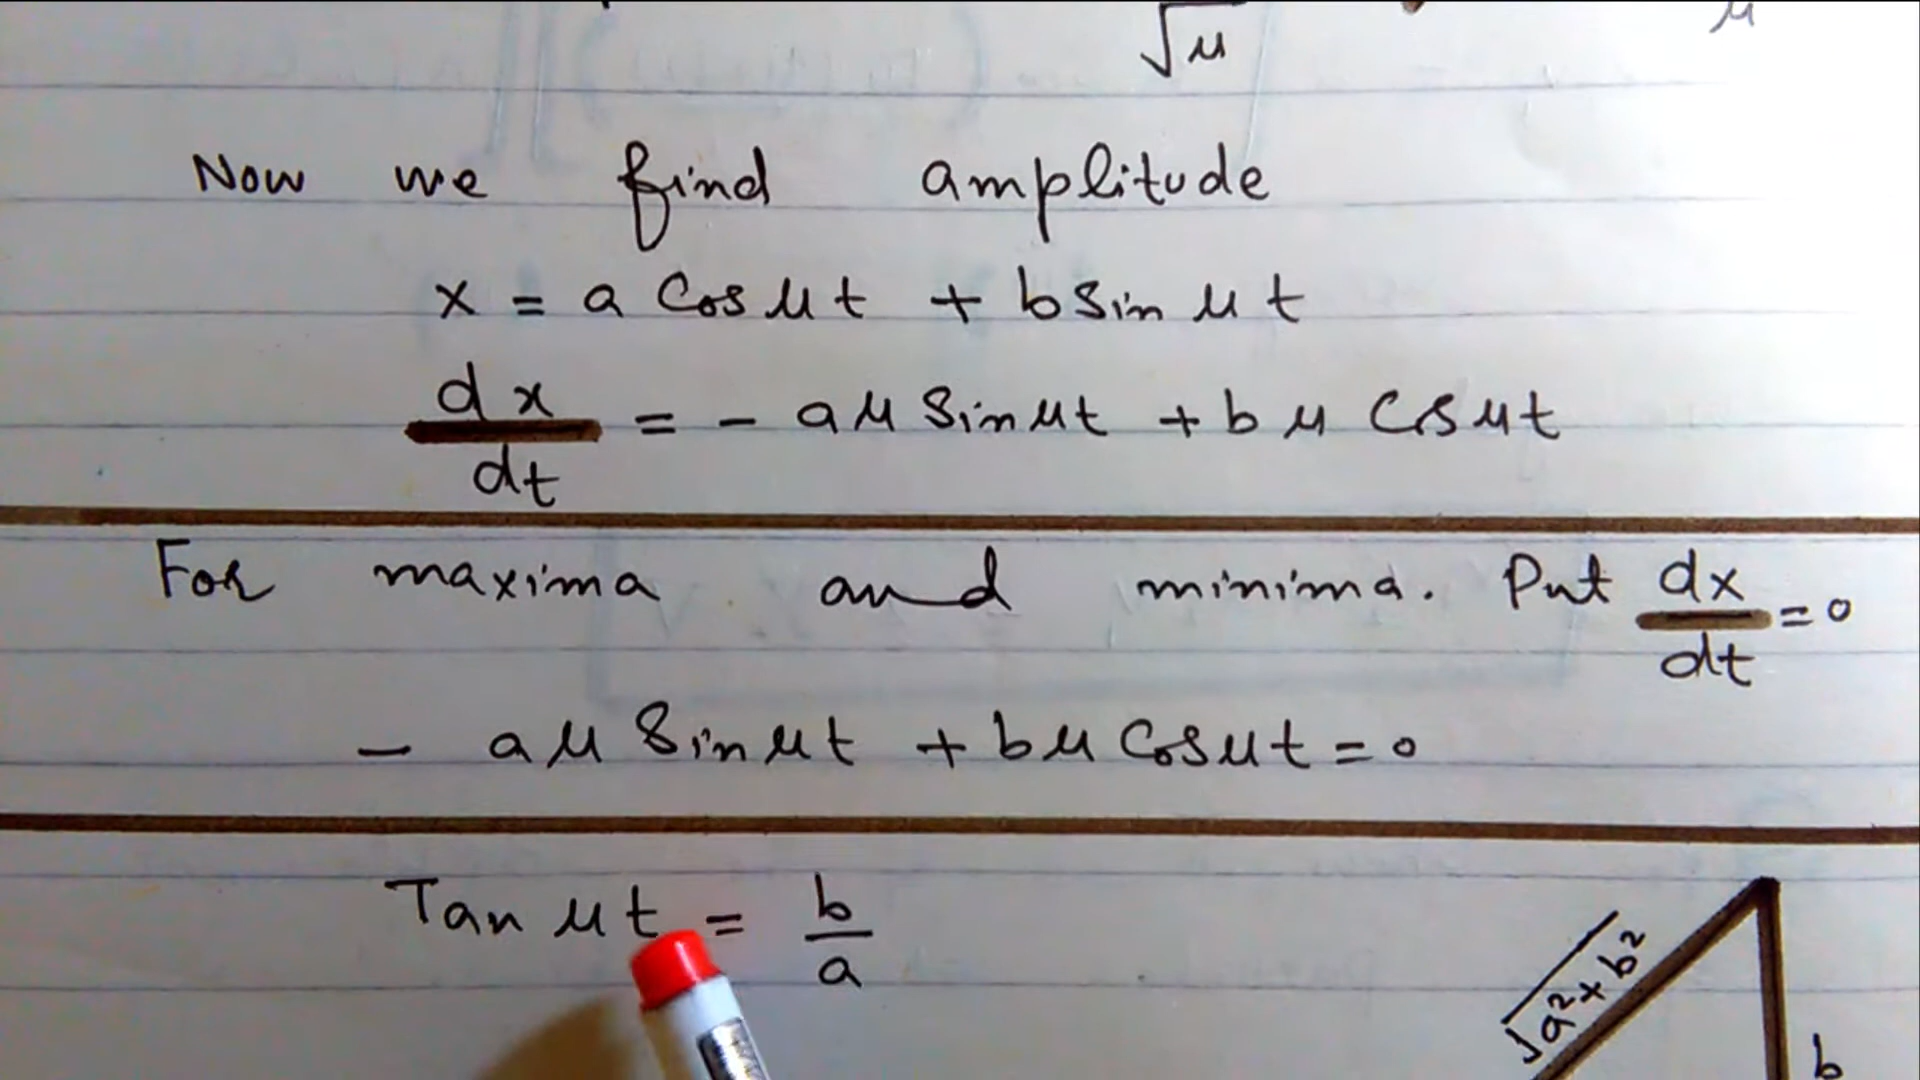 √μ μ
Now we find amplitude
x = a Cos μt + b Sin μt
dx/dt = - aμ Sin μt + bμ Cos μt
For maxima and minima. Put dx/dt = 0
- aμ Sin μt + bμ Cos μt = 0
Tan μt = b/a
√a² + b²
b